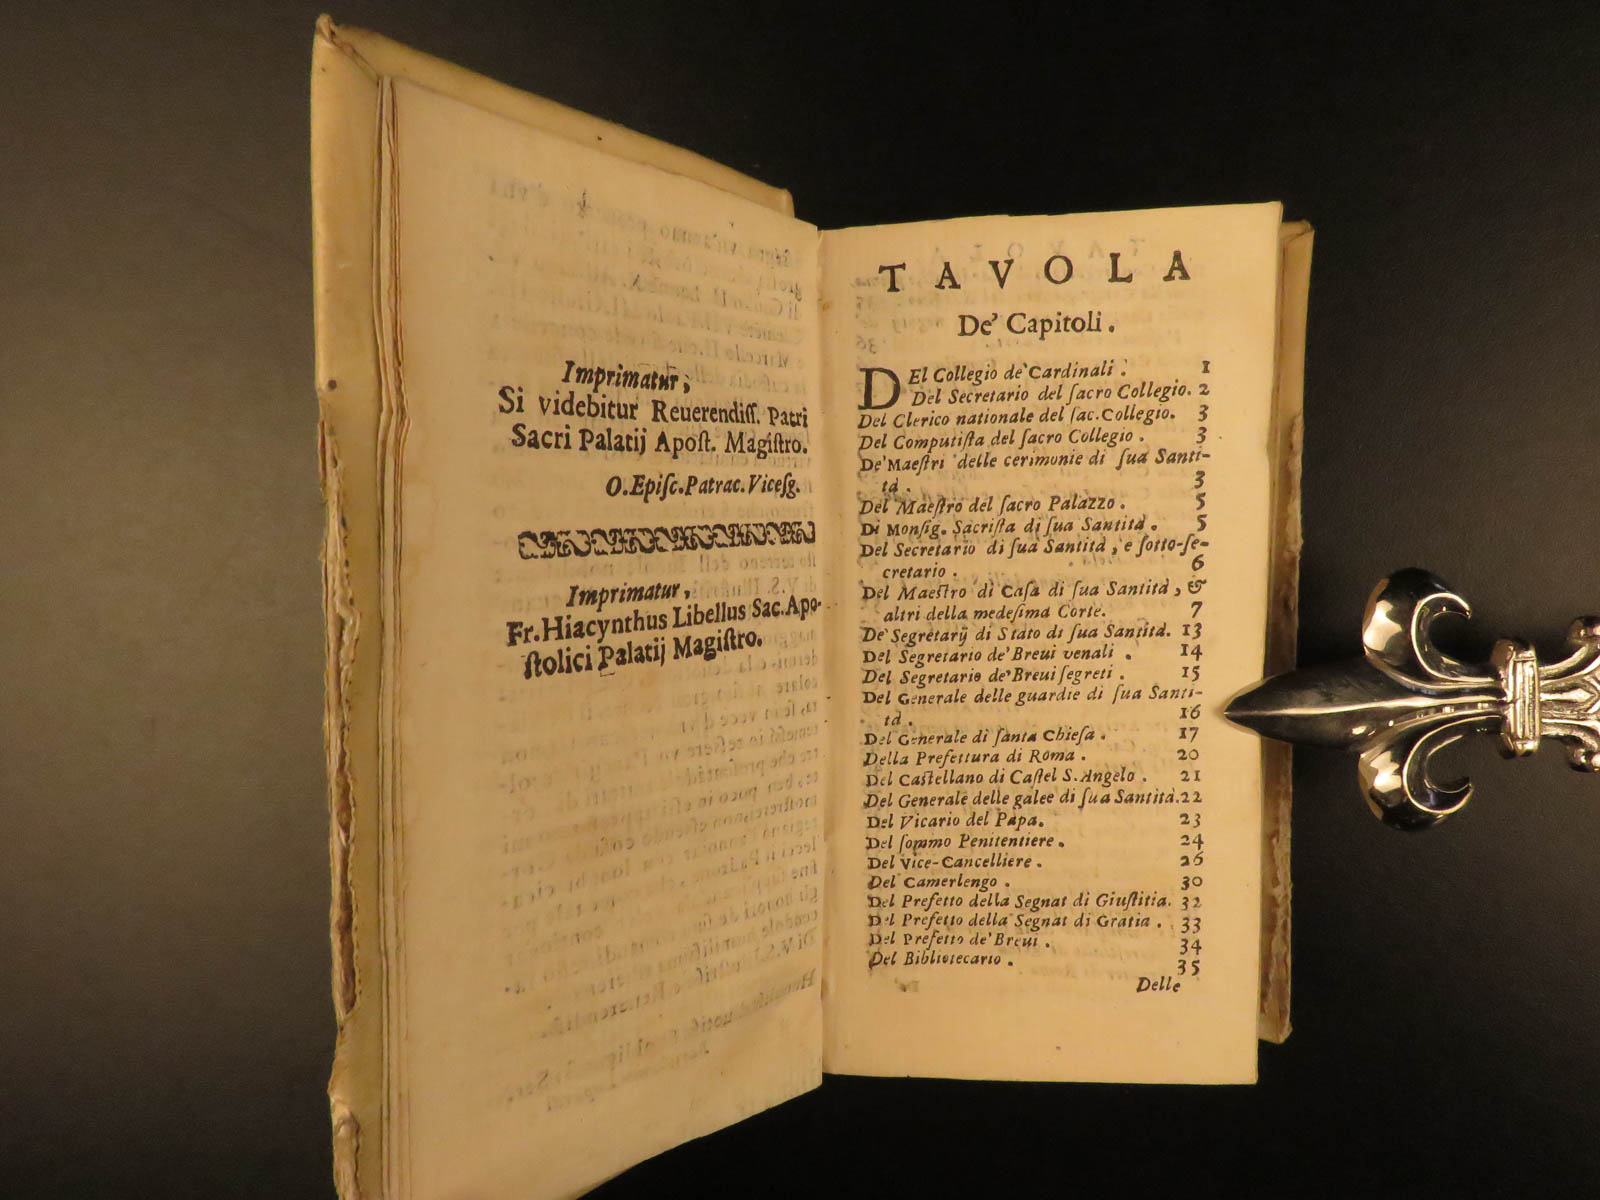 Imprimatur,
Si videbitur Reuerendiſſ. Patri
Sacri Palatij Apoſt. Magiſtro.
O. Epiſc. Patrac. Viceſg.
Imprimatur,
Fr. Hiacynthus Libellus Sac. Apo-
ſtolici Palatij Magiſtro.
TAVOLA
De' Capitoli.
DEl Collegio de' Cardinali. 1
Del Secretario del ſacro Collegio. 2
Del Clerico nationale del ſac. Collegio. 3
Del Computiſta del ſacro Collegio. 3
De' Maeſtri delle cerimonie di ſua Santi-
tà. 3
Del Maeſtro del ſacro Palazzo. 5
Di Monſig. Sacriſta di ſua Santità. 5
Del Secretario di ſua Santità, e ſotto-ſe-
cretario. 6
Del Maeſtro di Caſa di ſua Santità, &
altri della medeſima Corte. 7
De' Segretarij di Stato di ſua Santità. 13
Del Segretario de' Breui venali. 14
Del Segretario de' Breui ſegreti. 15
Del Generale delle guardie di ſua Santi-
tà. 16
Del Generale di ſanta Chieſa. 17
Della Prefettura di Roma. 20
Del Caſtellano di Caſtel S. Angelo. 21
Del Generale delle galee di ſua Santità. 22
Del Vicario del Papa. 23
Del ſommo Penitentiere. 24
Del Vice-Cancelliere. 26
Del Camerlengo. 30
Del Prefetto della Segnat di Giuſtitia. 32
Del Prefetto della Segnat di Gratia. 33
Del Prefetto de' Breui. 34
Del Bibliotecario. 35
Delle